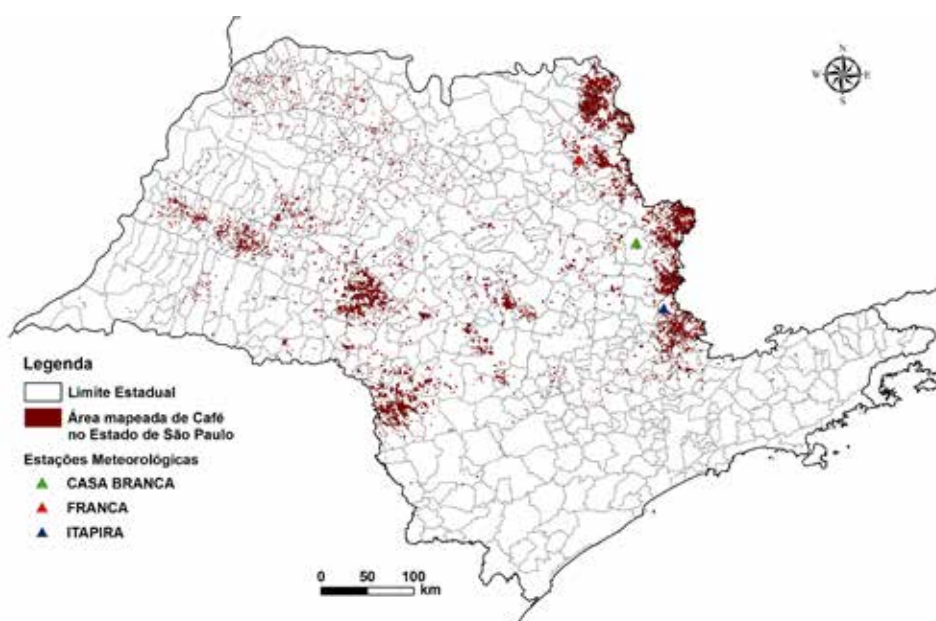 N
W E
S
Legenda
Limite Estadual
Área mapeada de Café
no Estado de São Paulo
Estações Meteorológicas
CASA BRANCA
FRANCA
ITAPIRA
0 50 100
km